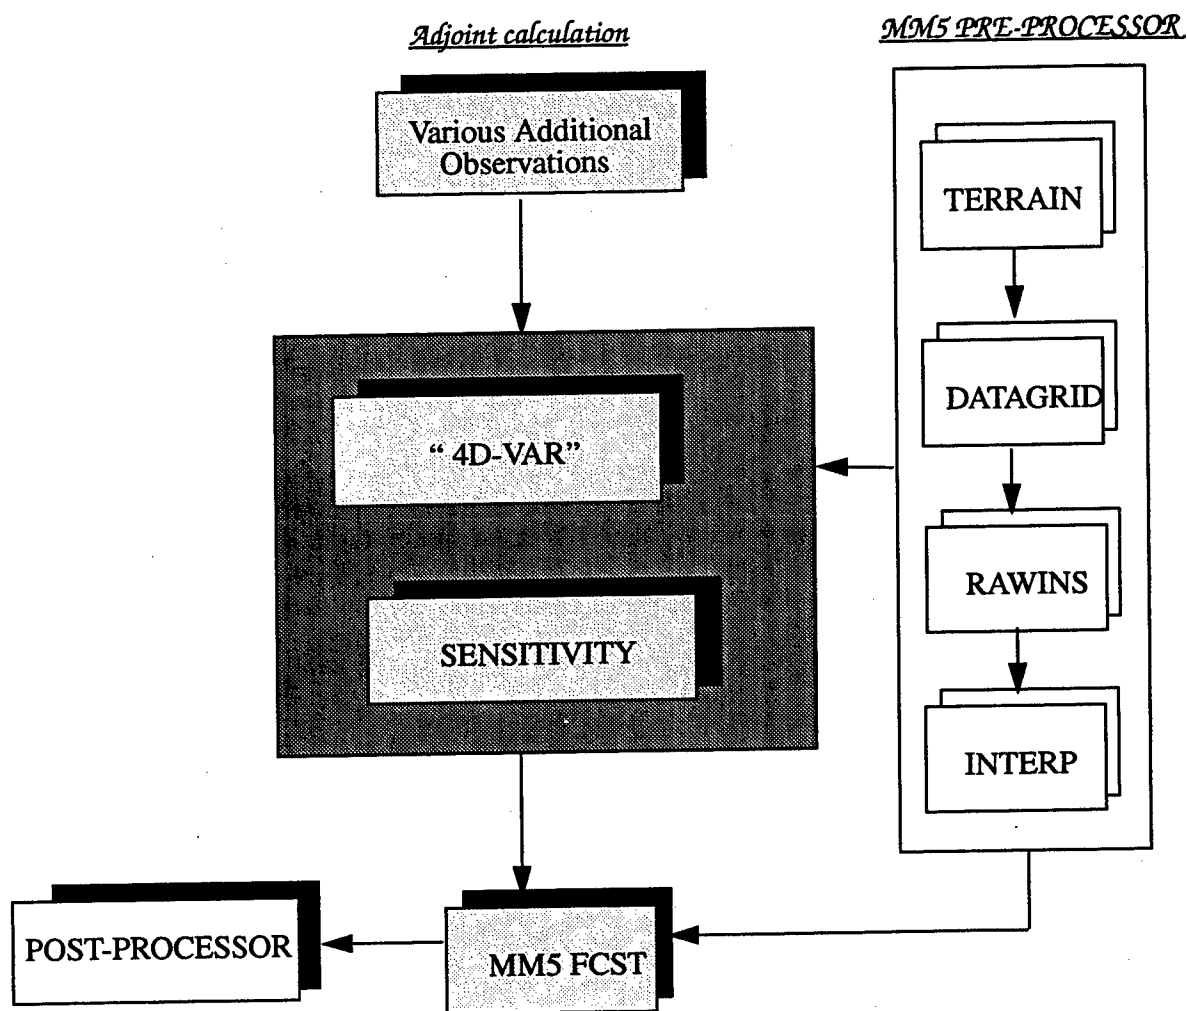 Adjoint calculation
MM5 PRE-PROCESSOR
Various Additional
Observations
TERRAIN
DATAGRID
“ 4D-VAR”
RAWINS
SENSITIVITY
INTERP
POST-PROCESSOR
MM5 FCST